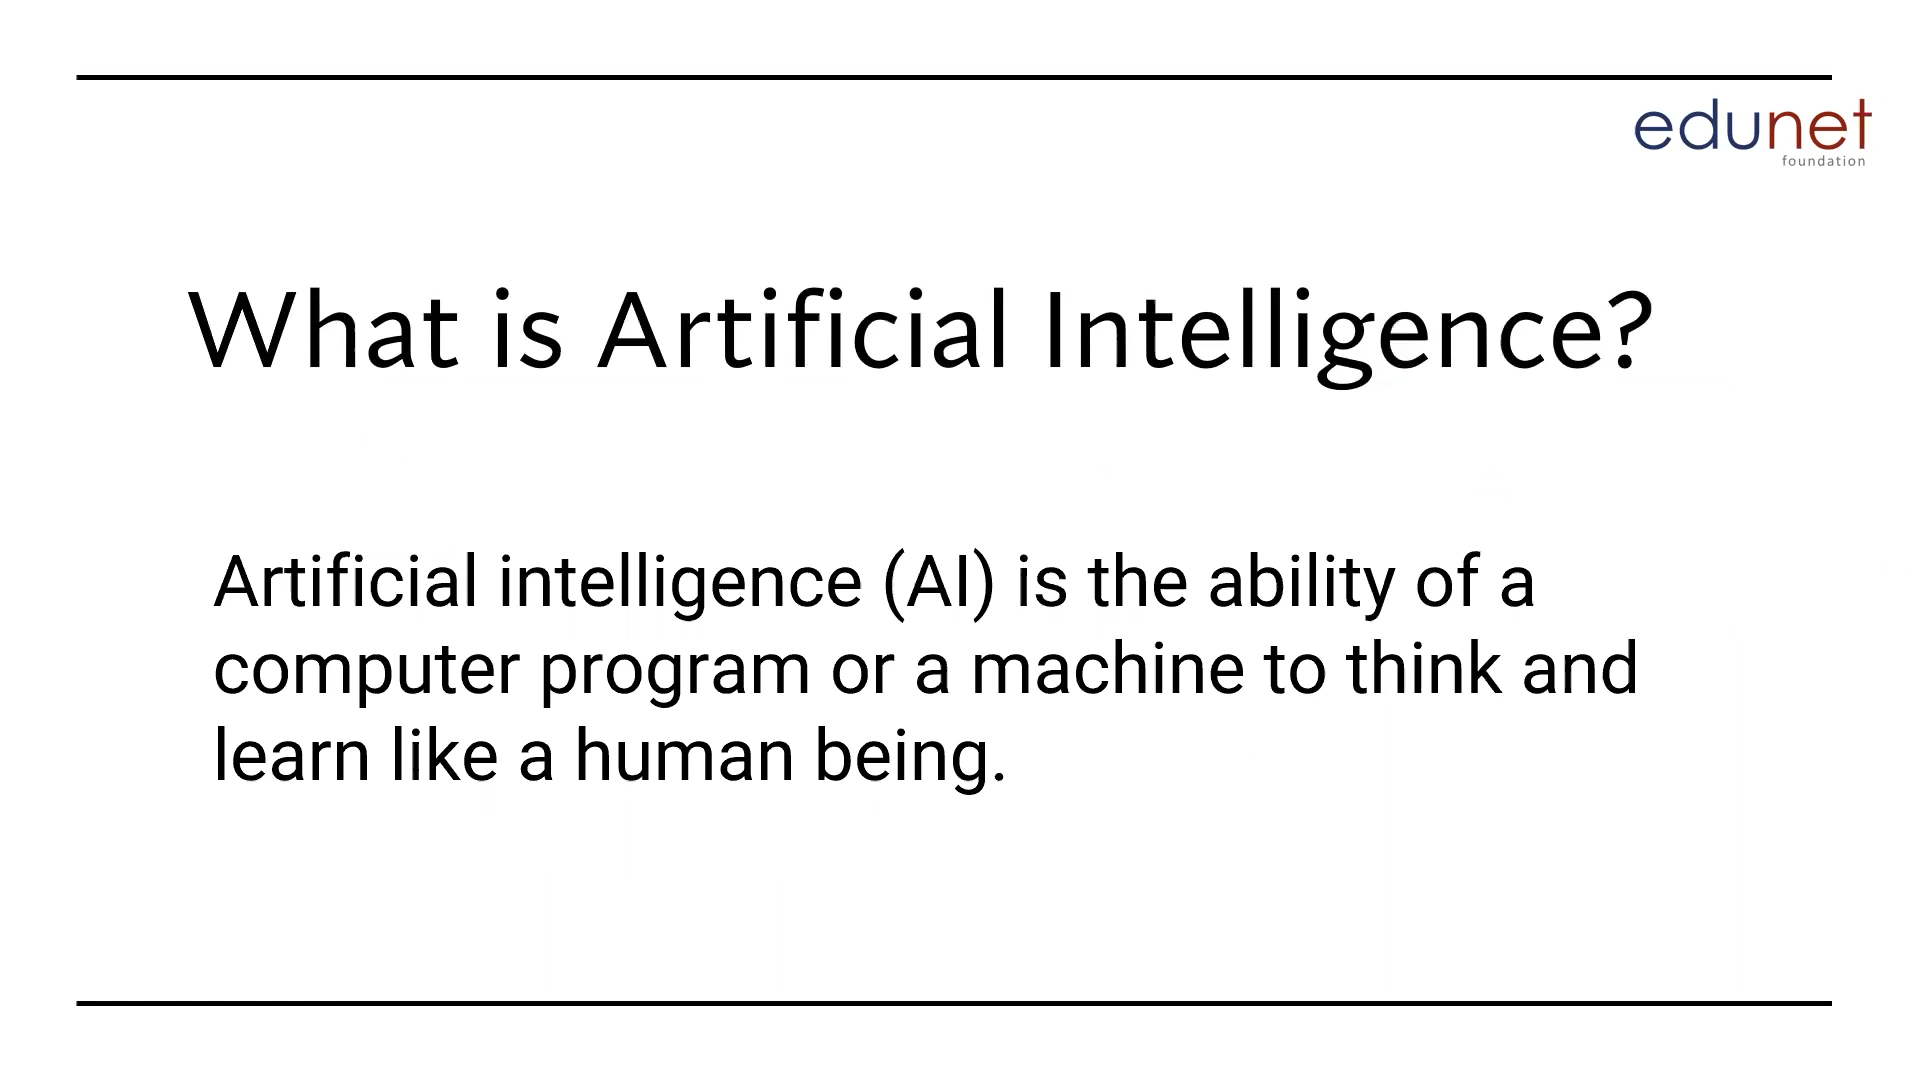 edunet
foundation
What is Artificial Intelligence?
Artificial intelligence (AI) is the ability of a
computer program or a machine to think and
learn like a human being.